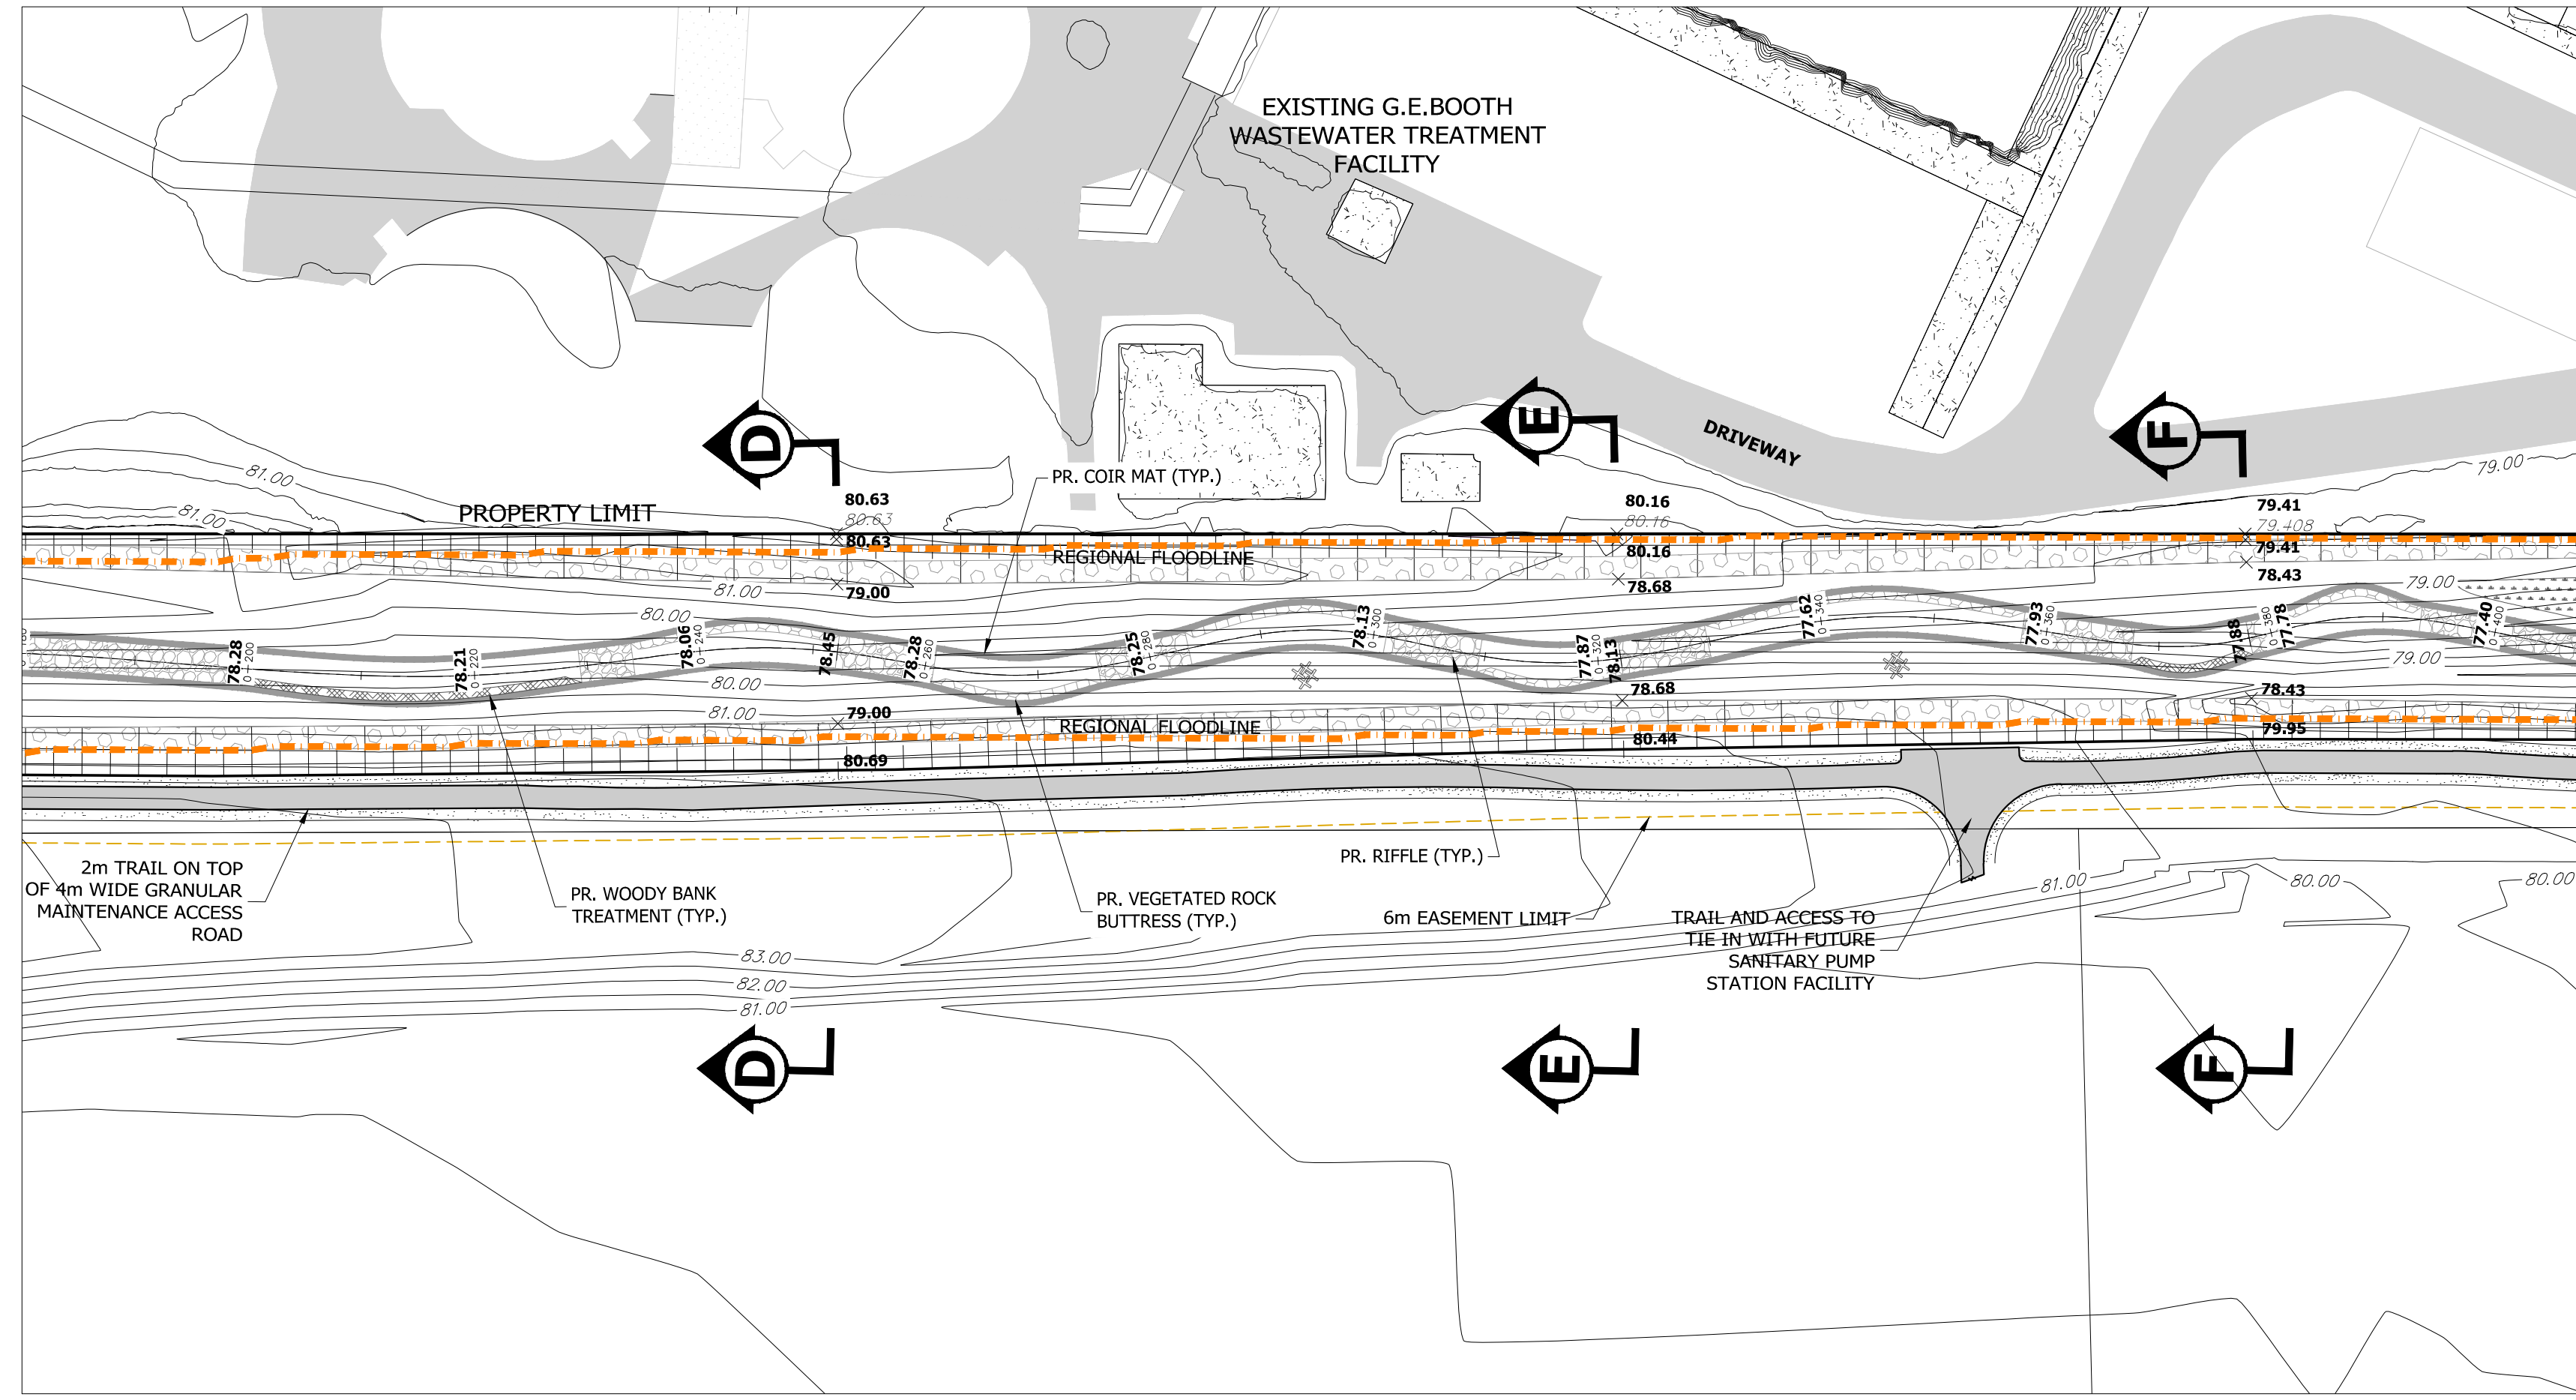 EXISTING G.E.BOOTH
WASTEWATER TREATMENT
FACILITY
D
E
F
DRIVEWAY
81.00
81.00
79.00
PR. COIR MAT (TYP.)
PROPERTY LIMIT
80.63
80.63
80.63
80.16
80.16
80.16
79.41
79.408
79.41
REGIONAL FLOODLINE
79.00
81.00
80.00
78.68
78.43
79.00
78.28
0+200
78.21
0+220
78.06
0+240
78.45
78.28
0+260
78.25
0+280
78.13
0+300
77.87
0+320
78.13
77.62
0+340
77.93
0+360
77.88
0+380
77.78
77.40
0+400
79.00
80.00
81.00
79.00
78.68
78.43
REGIONAL FLOODLINE
80.69
80.44
79.95
2m TRAIL ON TOP
OF 4m WIDE GRANULAR
MAINTENANCE ACCESS
ROAD
PR. WOODY BANK
TREATMENT (TYP.)
PR. VEGETATED ROCK
BUTTRESS (TYP.)
PR. RIFFLE (TYP.)
6m EASEMENT LIMIT
TRAIL AND ACCESS TO
TIE IN WITH FUTURE
SANITARY PUMP
STATION FACILITY
81.00
80.00
80.00
83.00
82.00
81.00
D
E
F